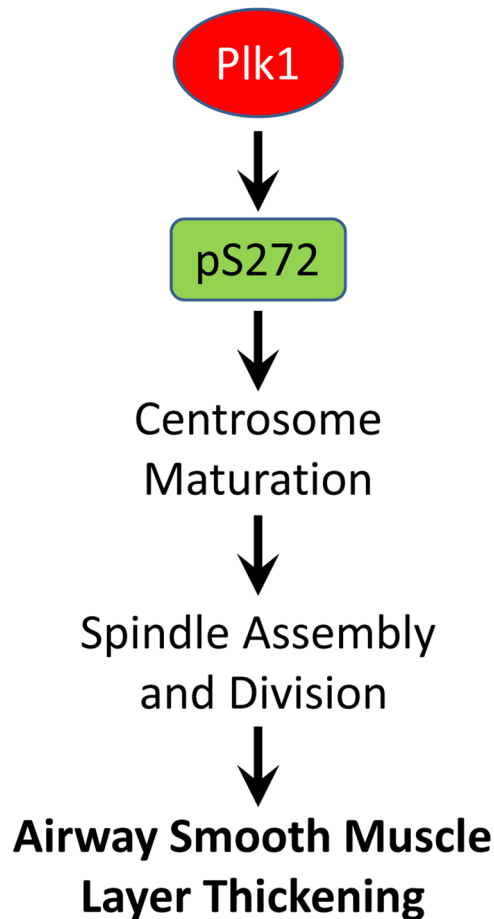 Plk1
pS272
Centrosome
Maturation
Spindle Assembly
and Division
Airway Smooth Muscle
Layer Thickening